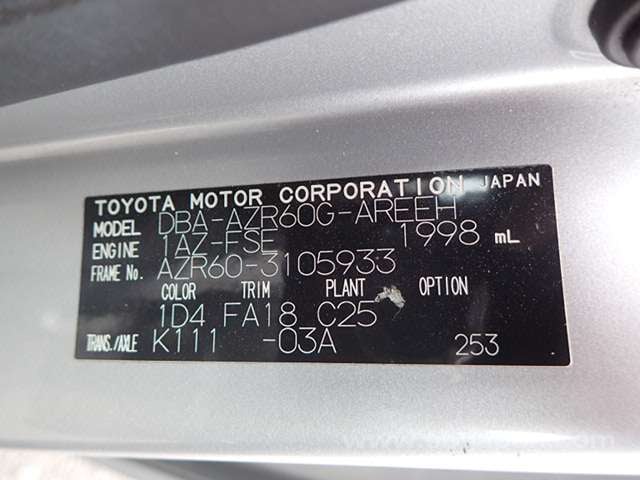 TOYOTA MOTOR CORPORATION JAPAN
MODEL DBA-AZR60G-AREEH
ENGINE 1AZ-FSE 1998 mL
FRAME No. AZR60-3105933
COLOR TRIM PLANT OPTION
1D4 FA18 C25
TRANS./AXLE K111 -03A 253